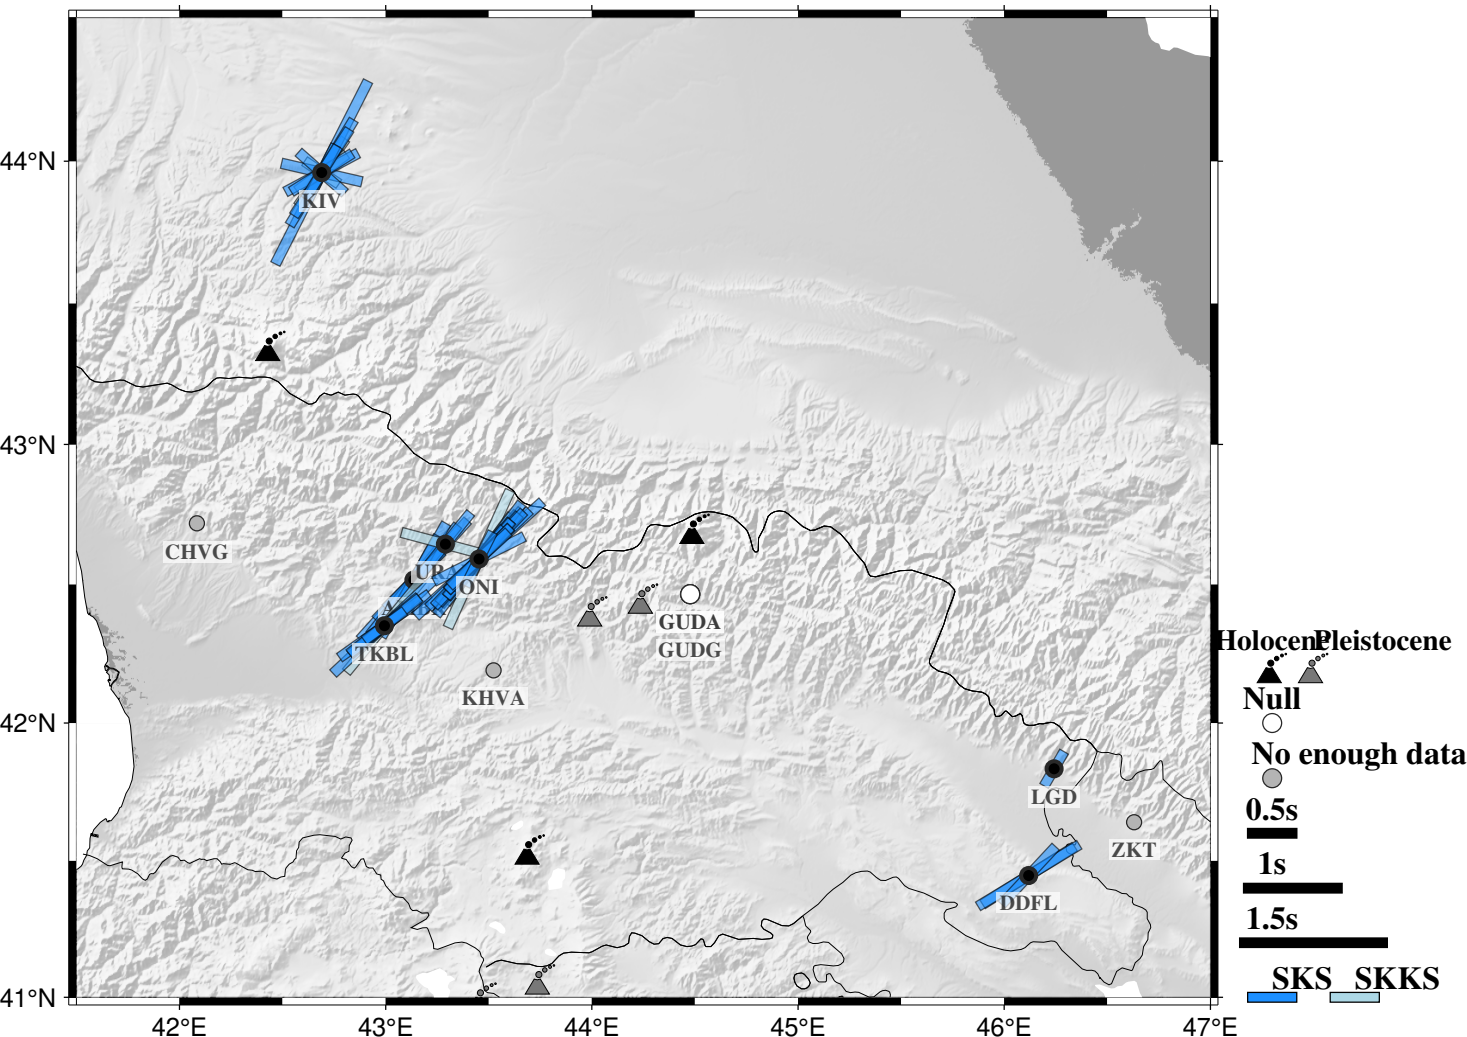 44°N
KIV
43°N
CHVG
URA
ONI
GUDA
GUDG
TKBL
KHVA
42°N
LGD
ZKT
DDFL
41°N
42°E
43°E
44°E
45°E
46°E
47°E
Holocene
Pleistocene
Null
No enough data
0.5s
1s
1.5s
SKS
SKKS